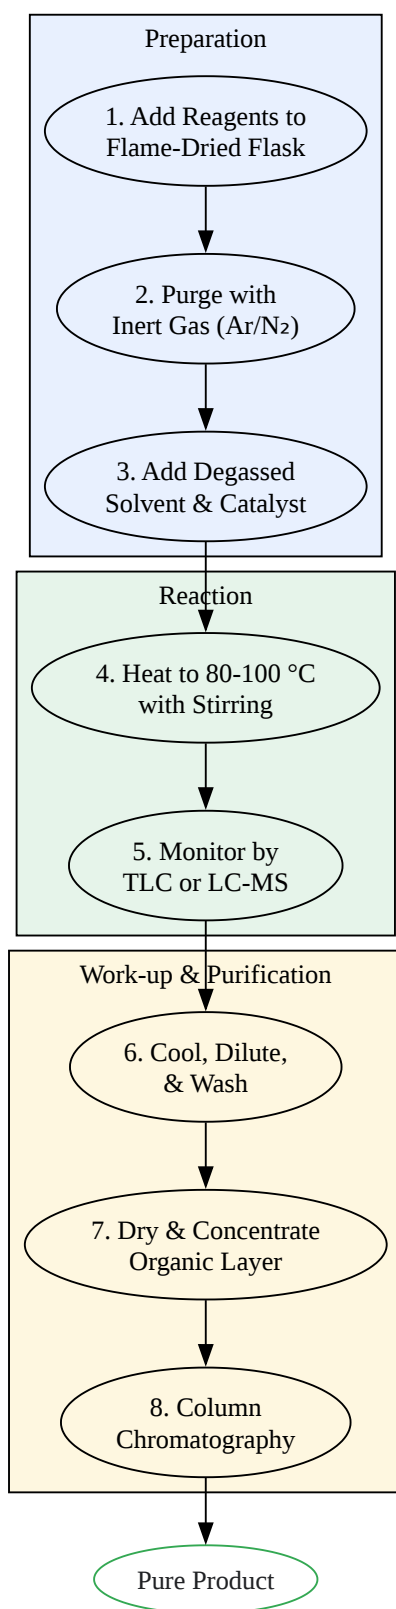 Preparation
1. Add Reagents to
Flame-Dried Flask
2. Purge with
Inert Gas (Ar/N₂)
3. Add Degassed
Solvent & Catalyst
Reaction
4. Heat to 80-100 °C
with Stirring
5. Monitor by
TLC or LC-MS
Work-up & Purification
6. Cool, Dilute,
& Wash
7. Dry & Concentrate
Organic Layer
8. Column
Chromatography
Pure Product